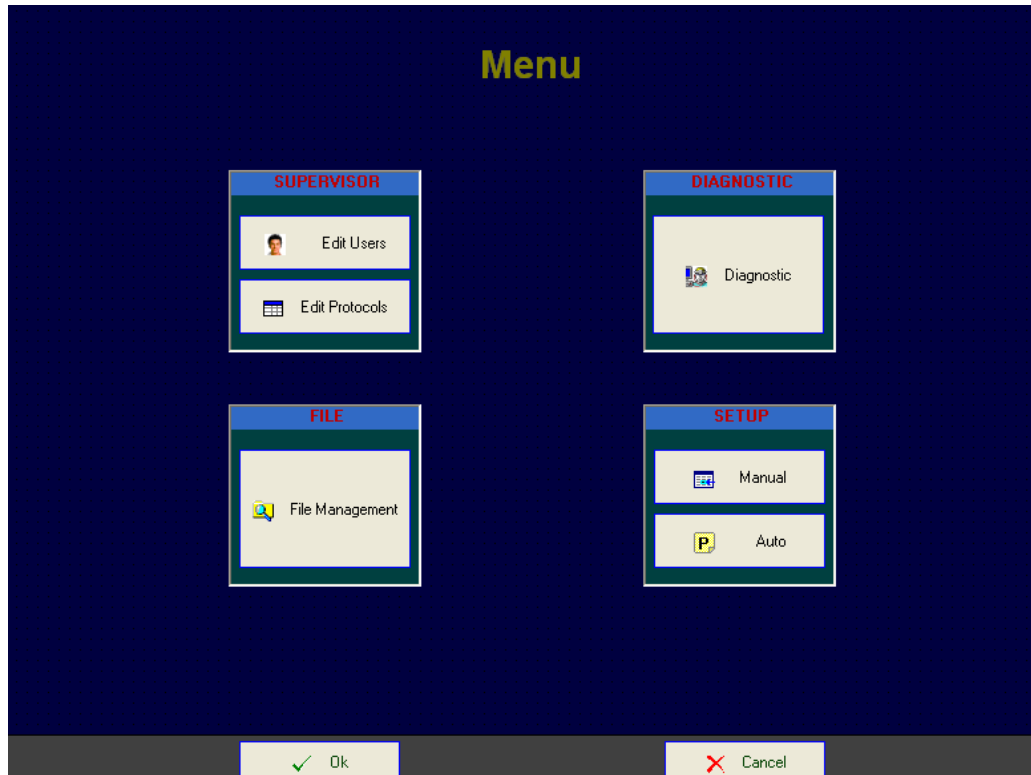 Menu
SUPERVISOR
Edit Users
Edit Protocols
DIAGNOSTIC
Diagnostic
FILE
File Management
SETUP
Manual
P
Auto
Ok
Cancel